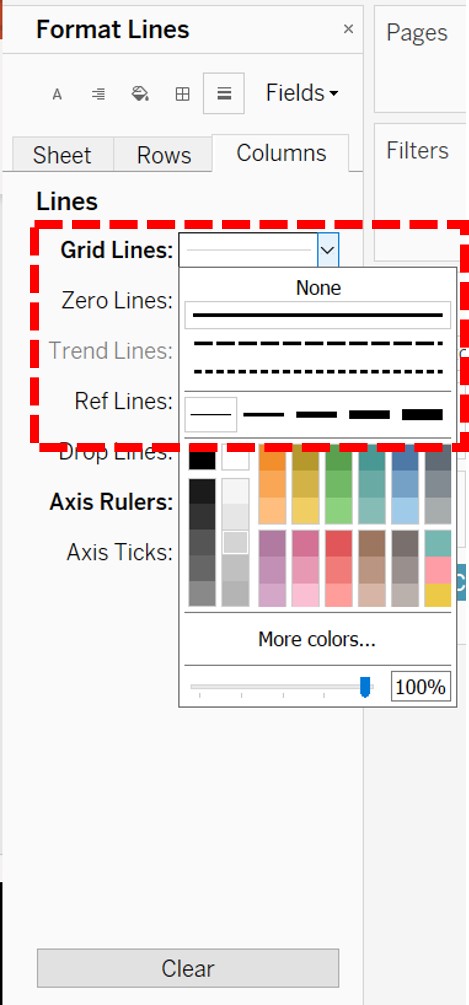 Format Lines ×
Pages
A Fields
Sheet Rows Columns
Filters
Lines
Grid Lines:
None
Zero Lines:
Trend Lines:
Ref Lines:
Drop Lines:
Axis Rulers:
Axis Ticks:
More colors...
100%
Clear